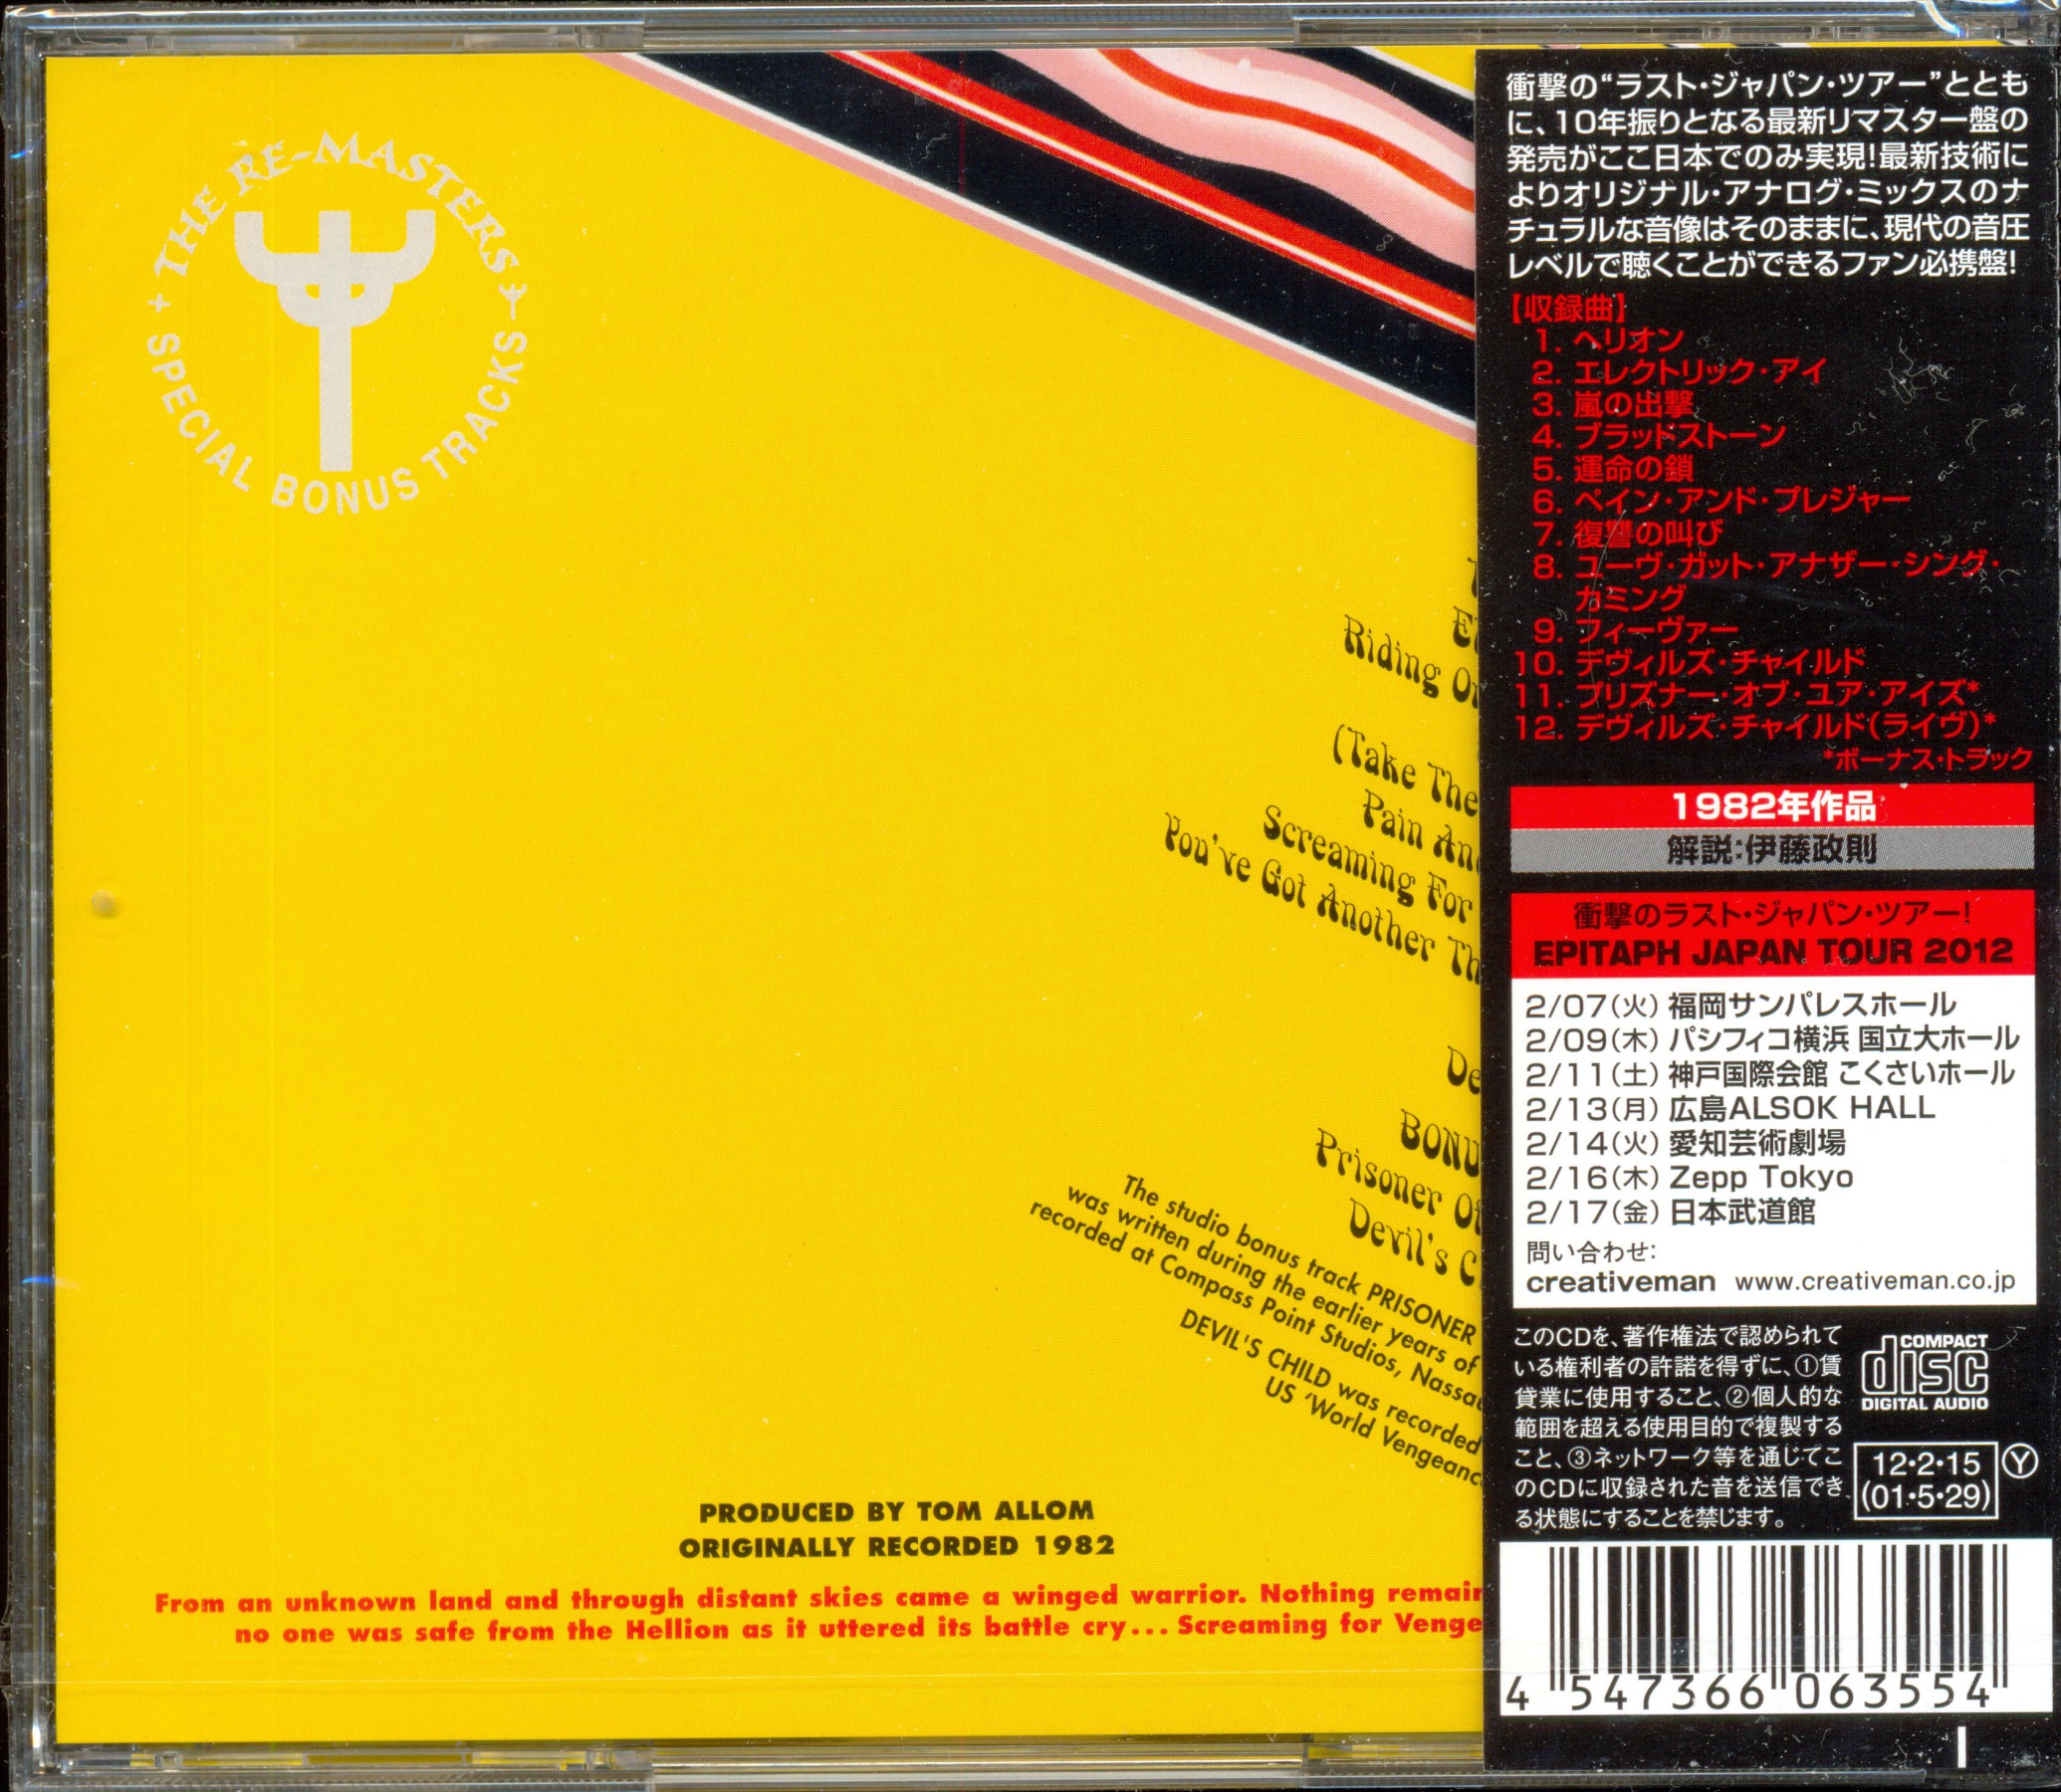 THE RE-MASTERS
SPECIAL BONUS TRACKS
Riding O
(Take The
Pain An
Screaming For
You've Got Another Th
De
BONU
Prisoner Of
Devil's C
The studio bonus track PRISONER
was written during the earlier years of
recorded at Compass Point Studios, Nassau
DEVIL'S CHILD was recorded
US 'World Vengeanc
PRODUCED BY TOM ALLOM
ORIGINALLY RECORDED 1982
From an unknown land and through distant skies came a winged warrior. Nothing remain
no one was safe from the Hellion as it uttered its battle cry... Screaming for Venge
衝撃の“ラスト・ジャパン・ツアー”ととも
に、10年振りとなる最新リマスター盤の
発売がここ日本でのみ実現!最新技術に
よりオリジナル・アナログ・ミックスのナ
チュラルな音像はそのままに、現代の音圧
レベルで聴くことができるファン必携盤!
【収録曲】
1. ヘリオン
2. エレクトリック・アイ
3. 嵐の出撃
4. ブラッドストーン
5. 運命の鎖
6. ペイン・アンド・プレジャー
7. 復讐の叫び
8. ユーヴ・ガット・アナザー・シング・
カミング
9. フィーヴァー
10. デヴィルズ・チャイルド
11. プリズナー・オブ・ユア・アイズ*
12. デヴィルズ・チャイルド(ライヴ)*
*ボーナス・トラック
1982年作品
解説:伊藤政則
衝撃のラスト・ジャパン・ツアー!
EPITAPH JAPAN TOUR 2012
2/07(火) 福岡サンパレスホール
2/09(木) パシフィコ横浜 国立大ホール
2/11(土) 神戸国際会館 こくさいホール
2/13(月) 広島ALSOK HALL
2/14(火) 愛知芸術劇場
2/16(木) Zepp Tokyo
2/17(金) 日本武道館
問い合わせ:
creativeman www.creativeman.co.jp
このCDを、著作権法で認められて
いる権利者の許諾を得ずに、①賃
貸業に使用すること、②個人的な
範囲を超える使用目的で複製する
こと、③ネットワーク等を通じてこ
のCDに収録された音を送信でき
る状態にすることを禁じます。
COMPACT
disc
DIGITAL AUDIO
12・2・15
(01・5・29)
Y
4 547366 063554